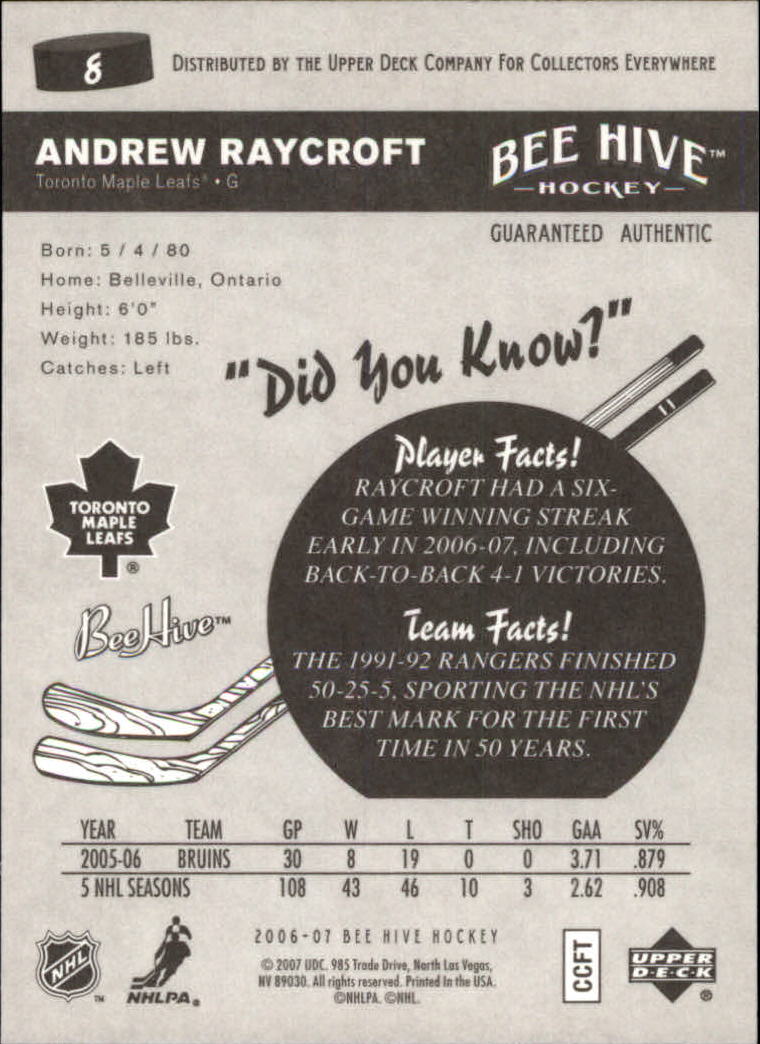 8
DISTRIBUTED BY THE UPPER DECK COMPANY FOR COLLECTORS EVERYWHERE
ANDREW RAYCROFT
Toronto Maple Leafs® • G
BEE HIVE™
HOCKEY
GUARANTEED AUTHENTIC
Born: 5 / 4 / 80
Home: Belleville, Ontario
Height: 6'0"
Weight: 185 lbs.
Catches: Left
"Did You Know?"
Player Facts!
RAYCROFT HAD A SIX-
GAME WINNING STREAK
EARLY IN 2006-07, INCLUDING
BACK-TO-BACK 4-1 VICTORIES.
TORONTO
MAPLE
LEAFS
®
BeeHive™
Team Facts!
THE 1991-92 RANGERS FINISHED
50-25-5, SPORTING THE NHL'S
BEST MARK FOR THE FIRST
TIME IN 50 YEARS.
YEAR TEAM GP W L T SHO GAA SV%
2005-06 BRUINS 30 8 19 0 0 3.71 .879
5 NHL SEASONS 108 43 46 10 3 2.62 .908
NHL ™
NHLPA®
2006-07 BEE HIVE HOCKEY
© 2007 UDC. 985 Trade Drive, North Las Vegas,
NV 89030. All rights reserved. Printed in the USA.
©NHLPA. ©NHL.
CCFT
UPPER
D·E·C·K
®